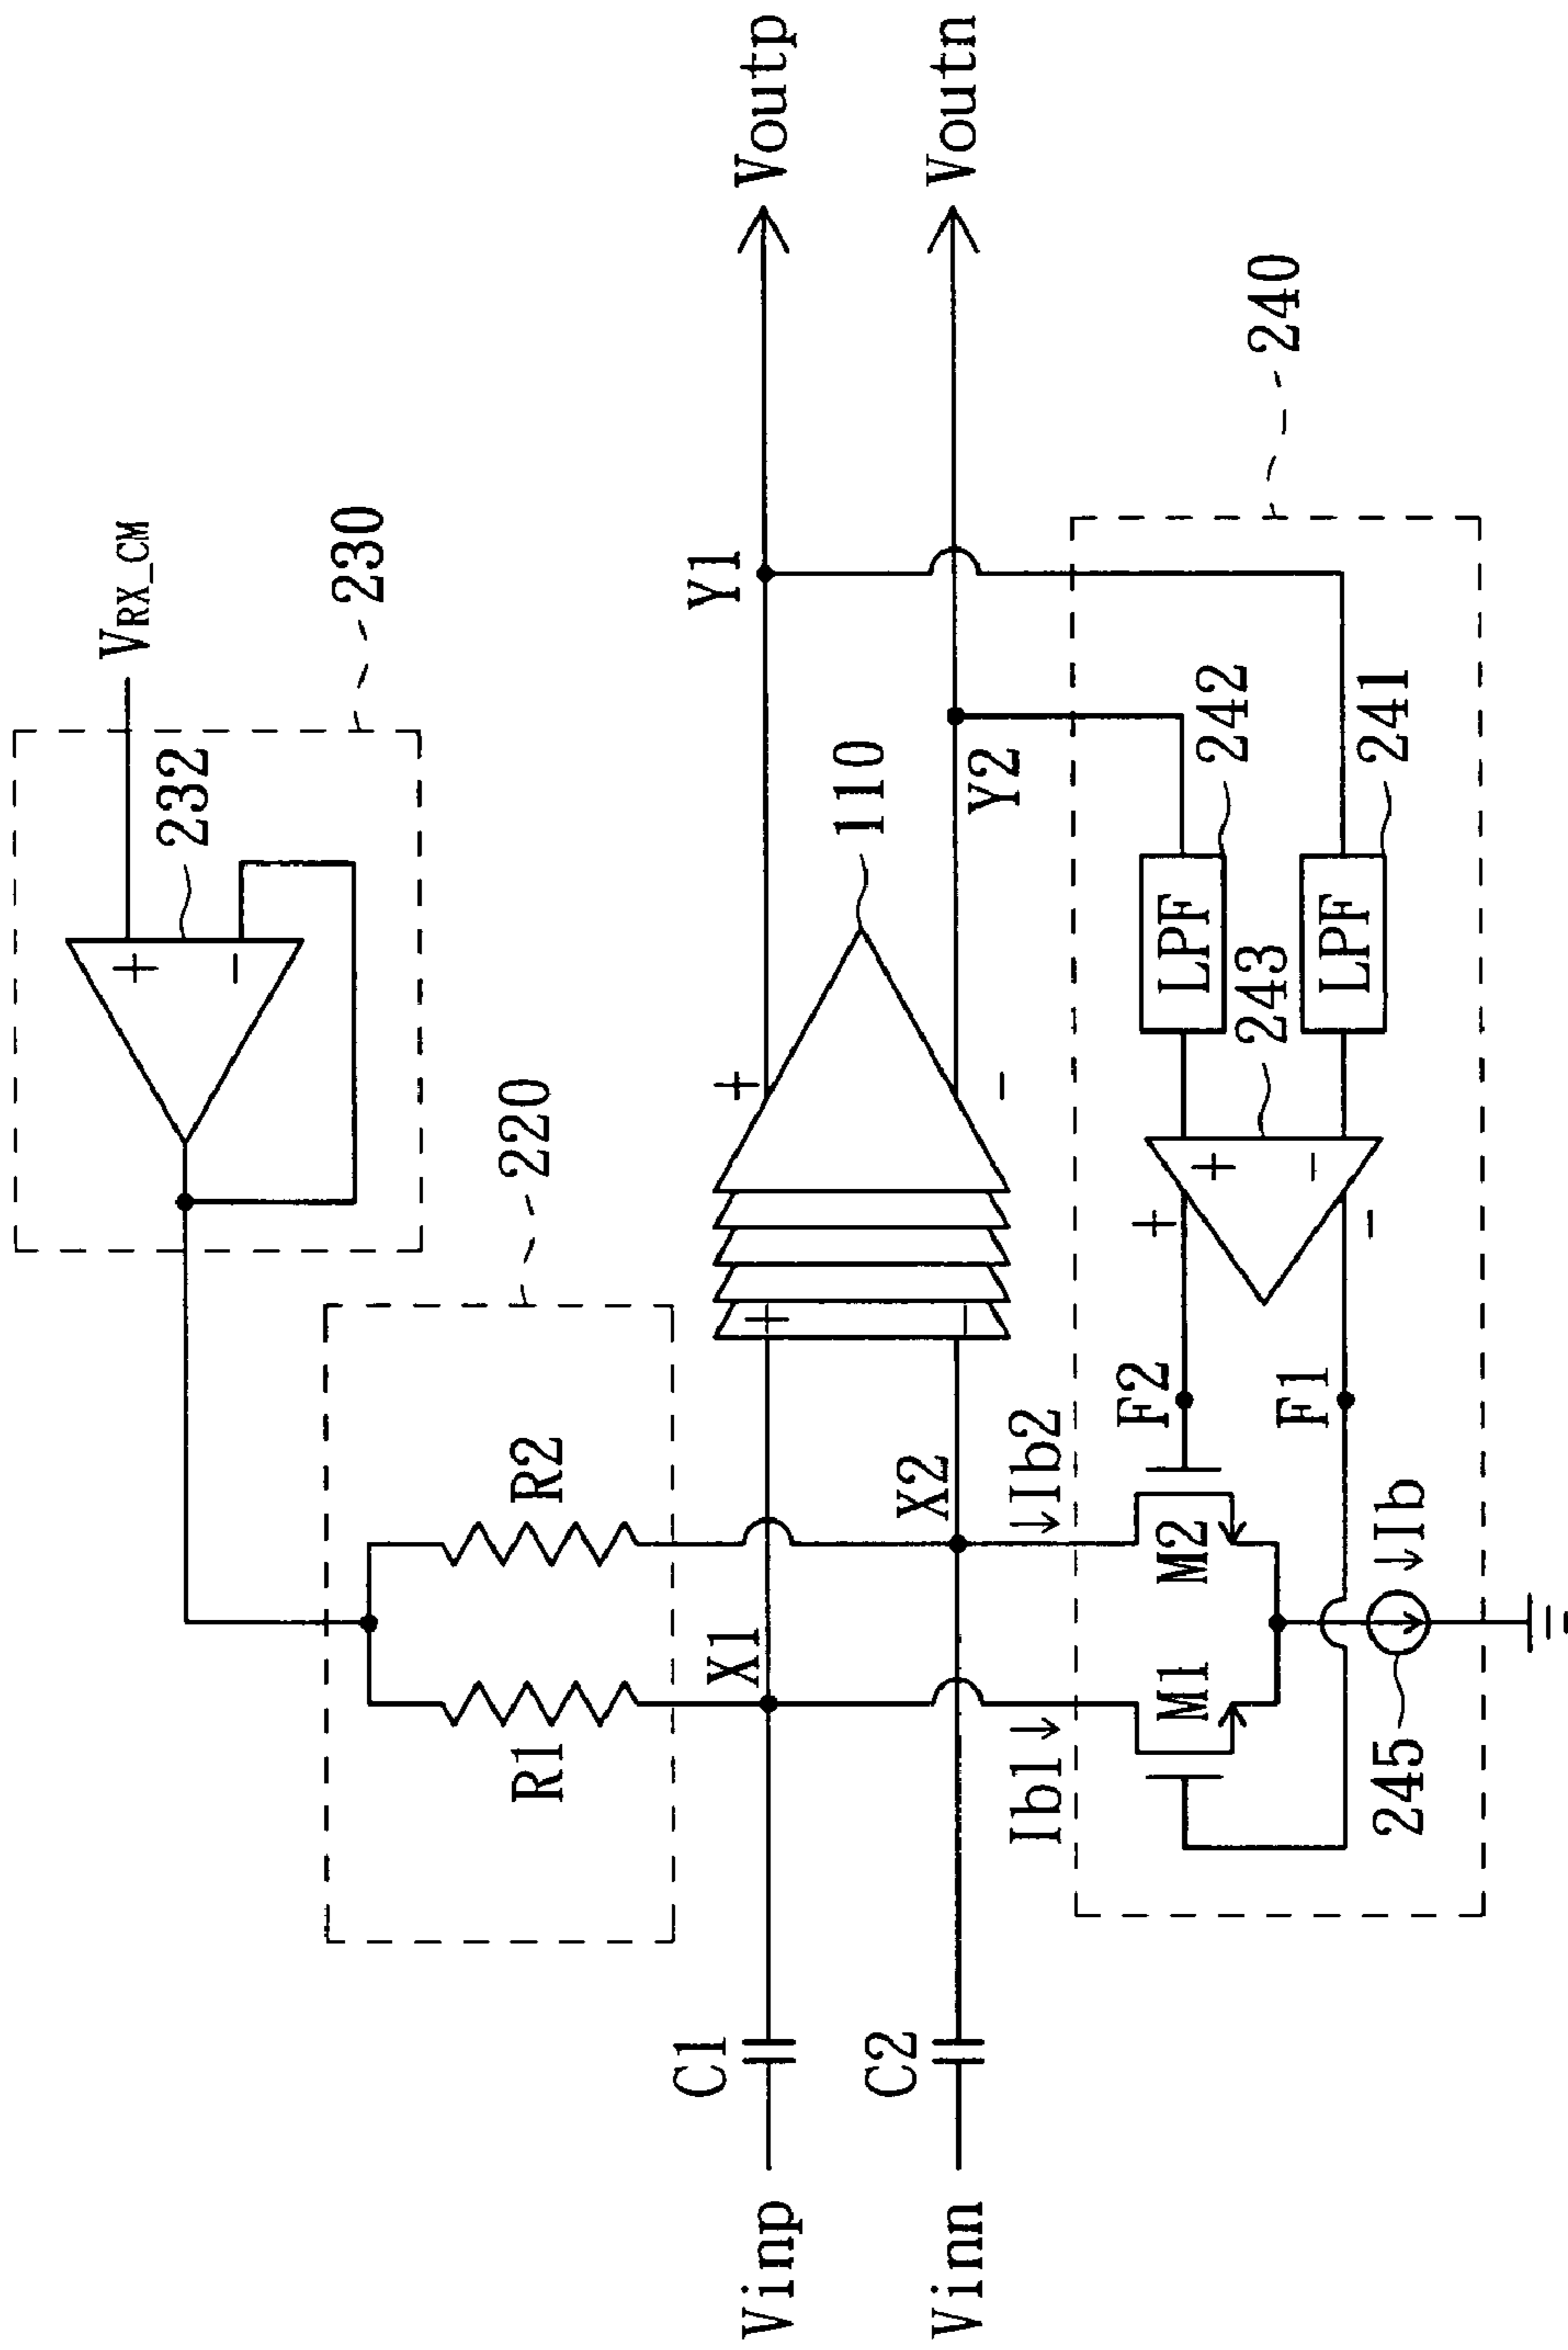 VRX_CM
232
230
220
R1
R2
Vinp
C1
X1
+
+
Y1
Voutp
110
Vinn
C2
X2
−
−
Y2
Voutn
Ib1
Ib2
240
M1
M2
F2
+
+
LPF
242
243
F1
−
−
LPF
241
245
Ib
+
−